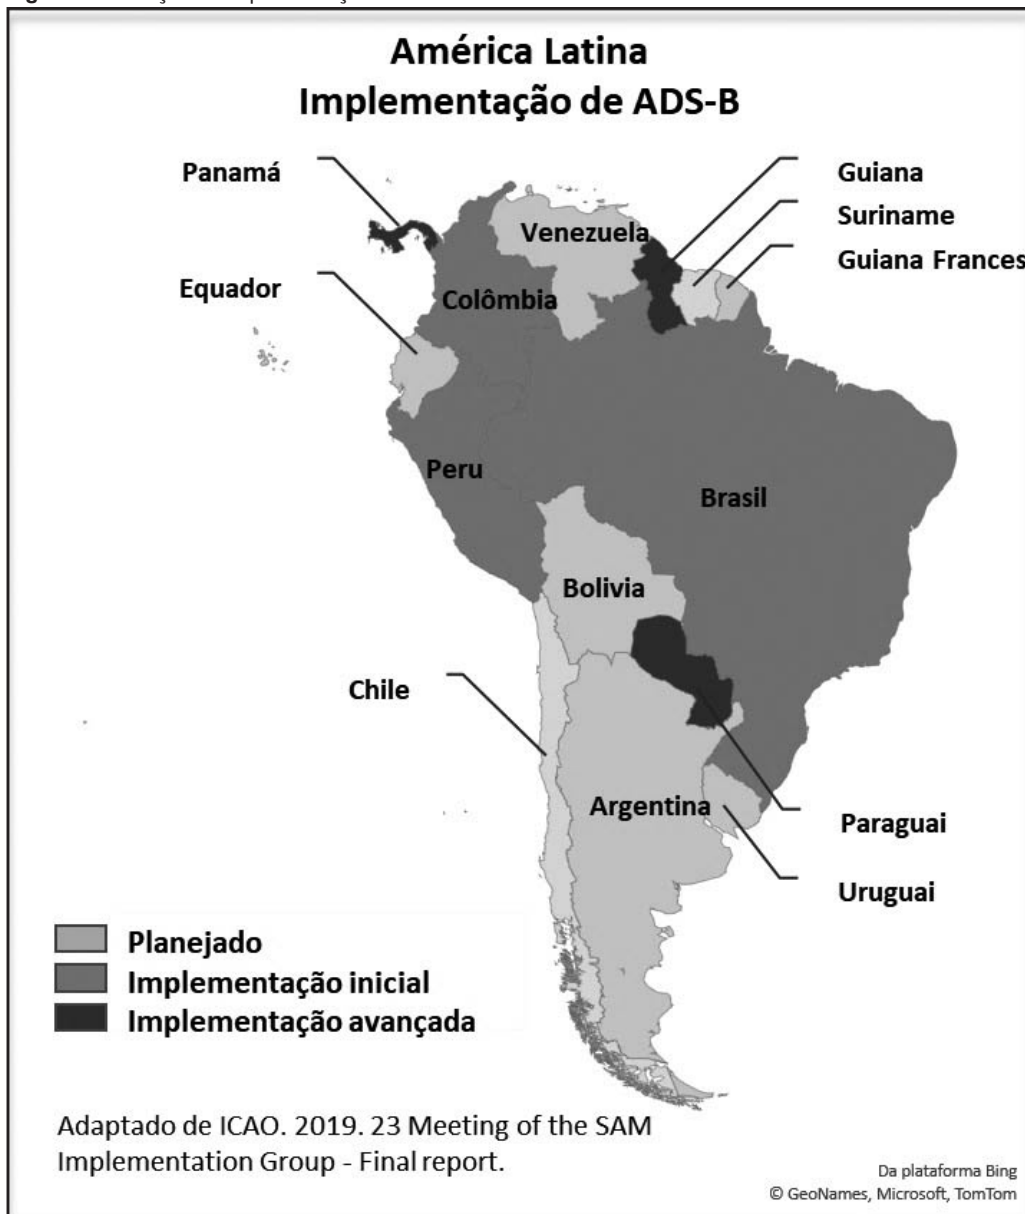 América Latina
Implementação de ADS-B
Panamá
Guiana
Suriname
Venezuela
Guiana Frances
Equador
Colômbia
Peru
Brasil
Bolivia
Chile
Argentina
Paraguai
Uruguai
Planejado
Implementação inicial
Implementação avançada
Adaptado de ICAO. 2019. 23 Meeting of the SAM
Implementation Group - Final report.
Da plataforma Bing
© GeoNames, Microsoft, TomTom